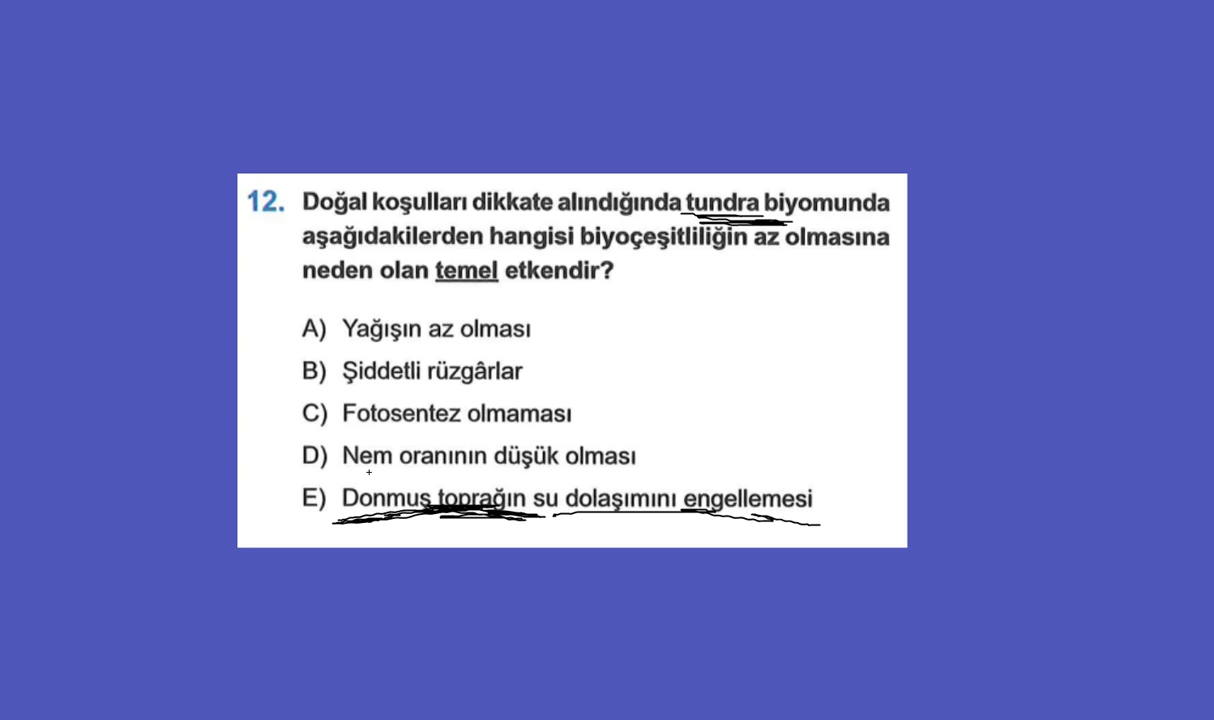 12. Doğal koşulları dikkate alındığında tundra biyomunda
aşağıdakilerden hangisi biyoçeşitliliğin az olmasına
neden olan temel etkendir?
A) Yağışın az olması
B) Şiddetli rüzgârlar
C) Fotosentez olmaması
D) Nem oranının düşük olması
E) Donmuş toprağın su dolaşımını engellemesi